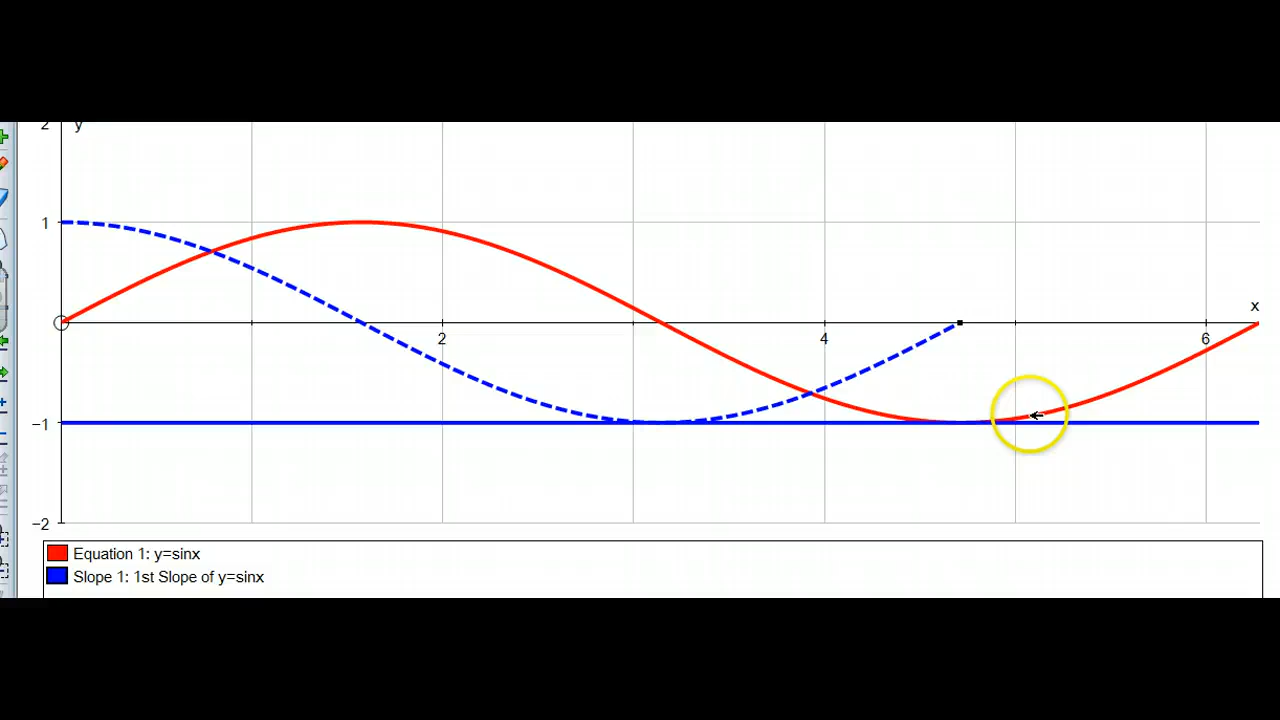 2 y
1
x
2 4 6
−1
−2
Equation 1: y=sinx
Slope 1: 1st Slope of y=sinx